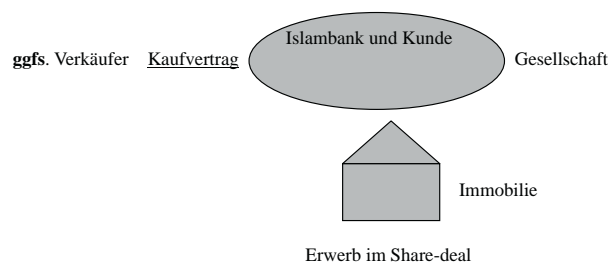 Islambank und Kunde
ggfs. Verkäufer Kaufvertrag Gesellschaft
Immobilie
Erwerb im Share-deal